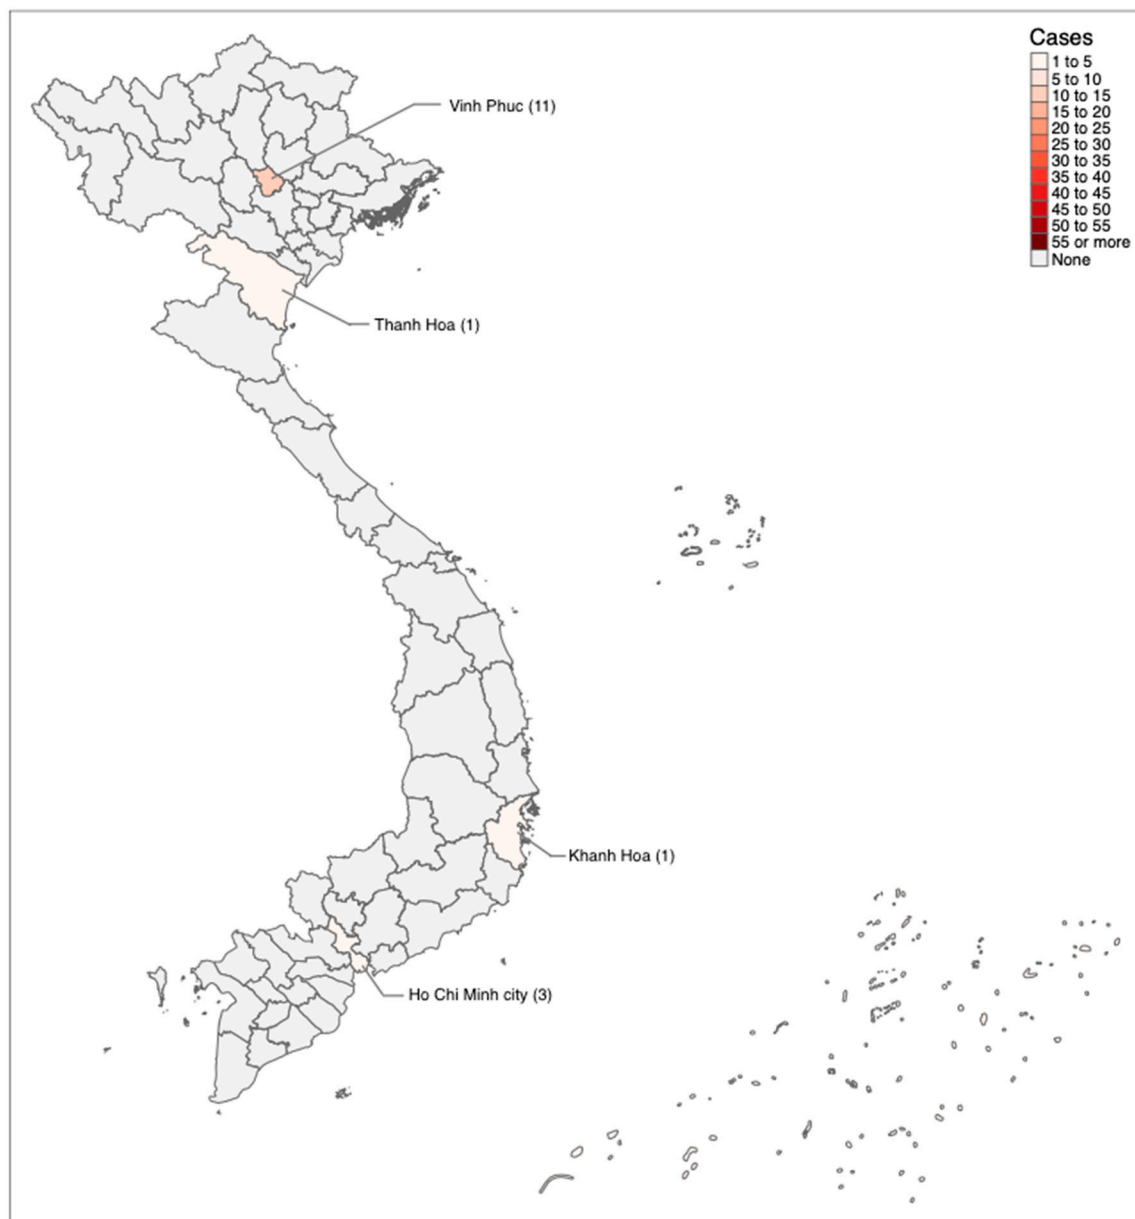 Cases
1 to 5
5 to 10
10 to 15
15 to 20
20 to 25
25 to 30
30 to 35
35 to 40
40 to 45
45 to 50
50 to 55
55 or more
None
Vinh Phuc (11)
Thanh Hoa (1)
Khanh Hoa (1)
Ho Chi Minh city (3)